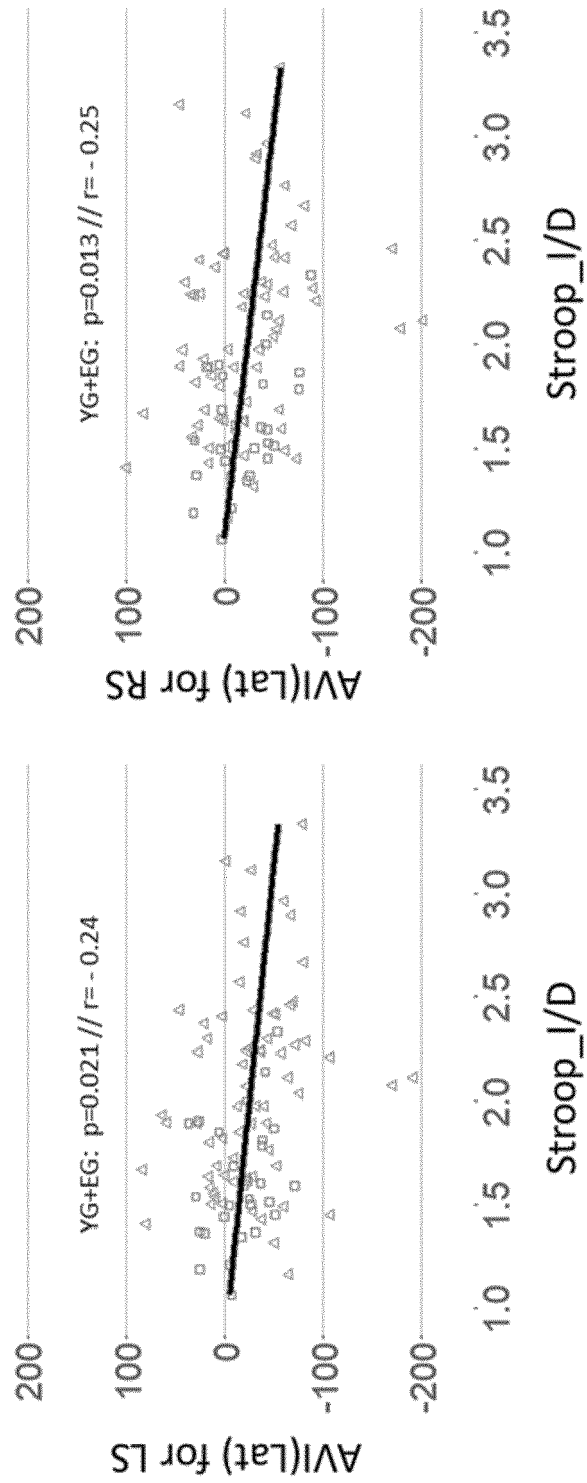 AVI(Lat) for LS
200
100
0
-100
-200
YG+EG: p=0.021 // r= - 0.24
1.0 1.5 2.0 2.5 3.0 3.5
Stroop_I/D
AVI(Lat) for RS
200
100
0
-100
-200
YG+EG: p=0.013 // r= - 0.25
1.0 1.5 2.0 2.5 3.0 3.5
Stroop_I/D